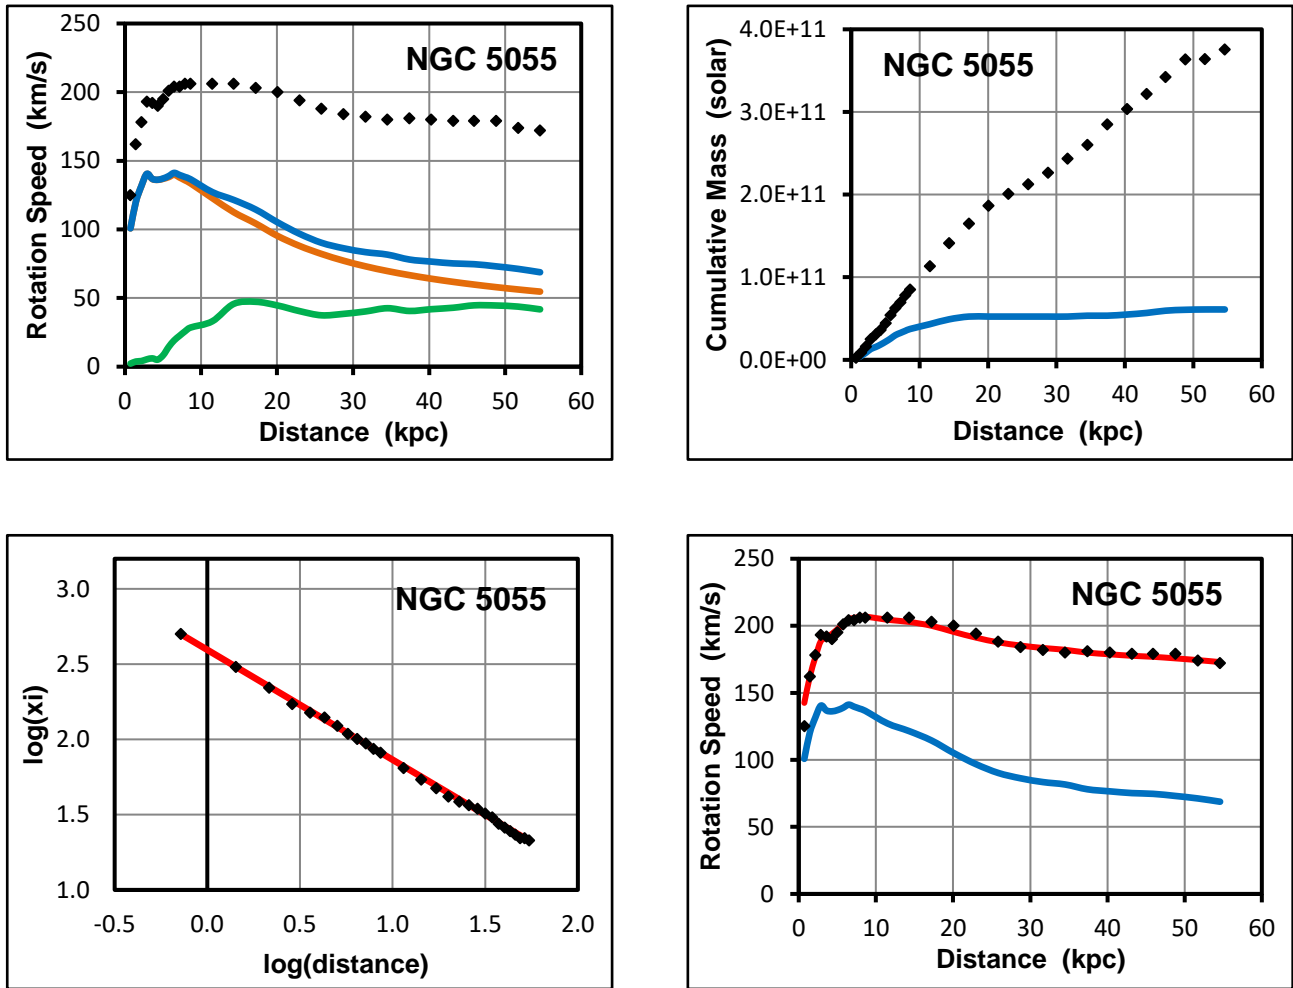 NGC 5055
Rotation Speed (km/s)
250
200
150
100
50
0
0 10 20 30 40 50 60
Distance (kpc)
NGC 5055
Cumulative Mass (solar)
4.0E+11
3.0E+11
2.0E+11
1.0E+11
0.0E+00
0 10 20 30 40 50 60
Distance (kpc)
NGC 5055
log(xi)
3.0
2.5
2.0
1.5
1.0
-0.5 0.0 0.5 1.0 1.5 2.0
log(distance)
NGC 5055
Rotation Speed (km/s)
250
200
150
100
50
0
0 10 20 30 40 50 60
Distance (kpc)